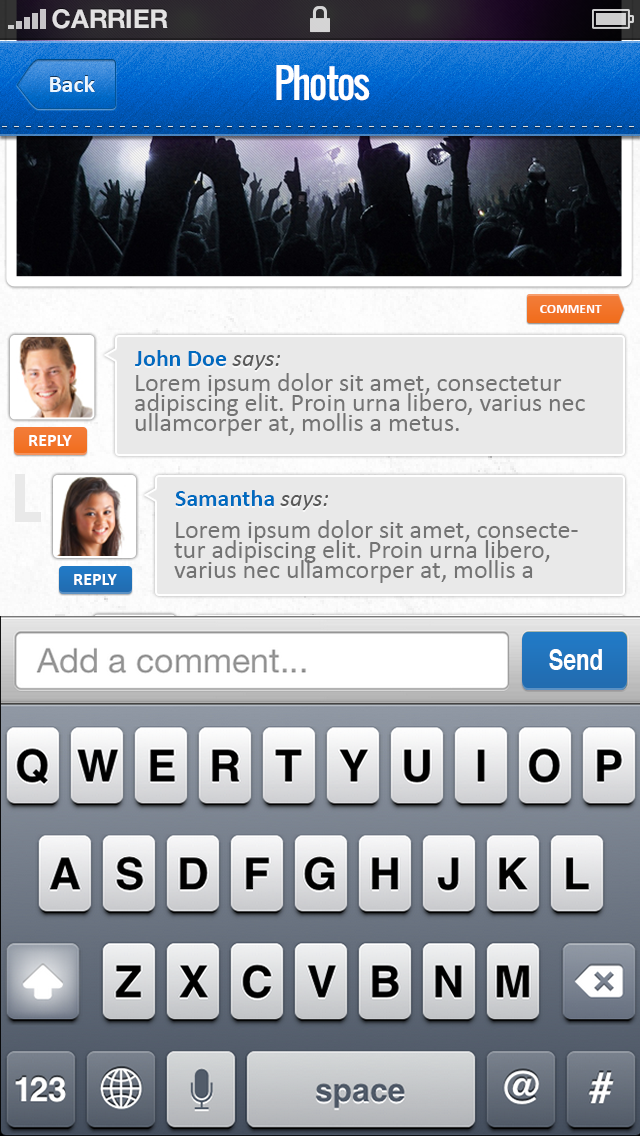 CARRIER
Back
Photos
COMMENT
John Doe says:
Lorem ipsum dolor sit amet, consectetur
adipiscing elit. Proin urna libero, varius nec
ullamcorper at, mollis a metus.
REPLY
L
Samantha says:
Lorem ipsum dolor sit amet, consecte-
tur adipiscing elit. Proin urna libero,
varius nec ullamcorper at, mollis a
REPLY
Add a comment...
Send
Q W E R T Y U I O P
A S D F G H J K L
Z X C V B N M
123 space @ #